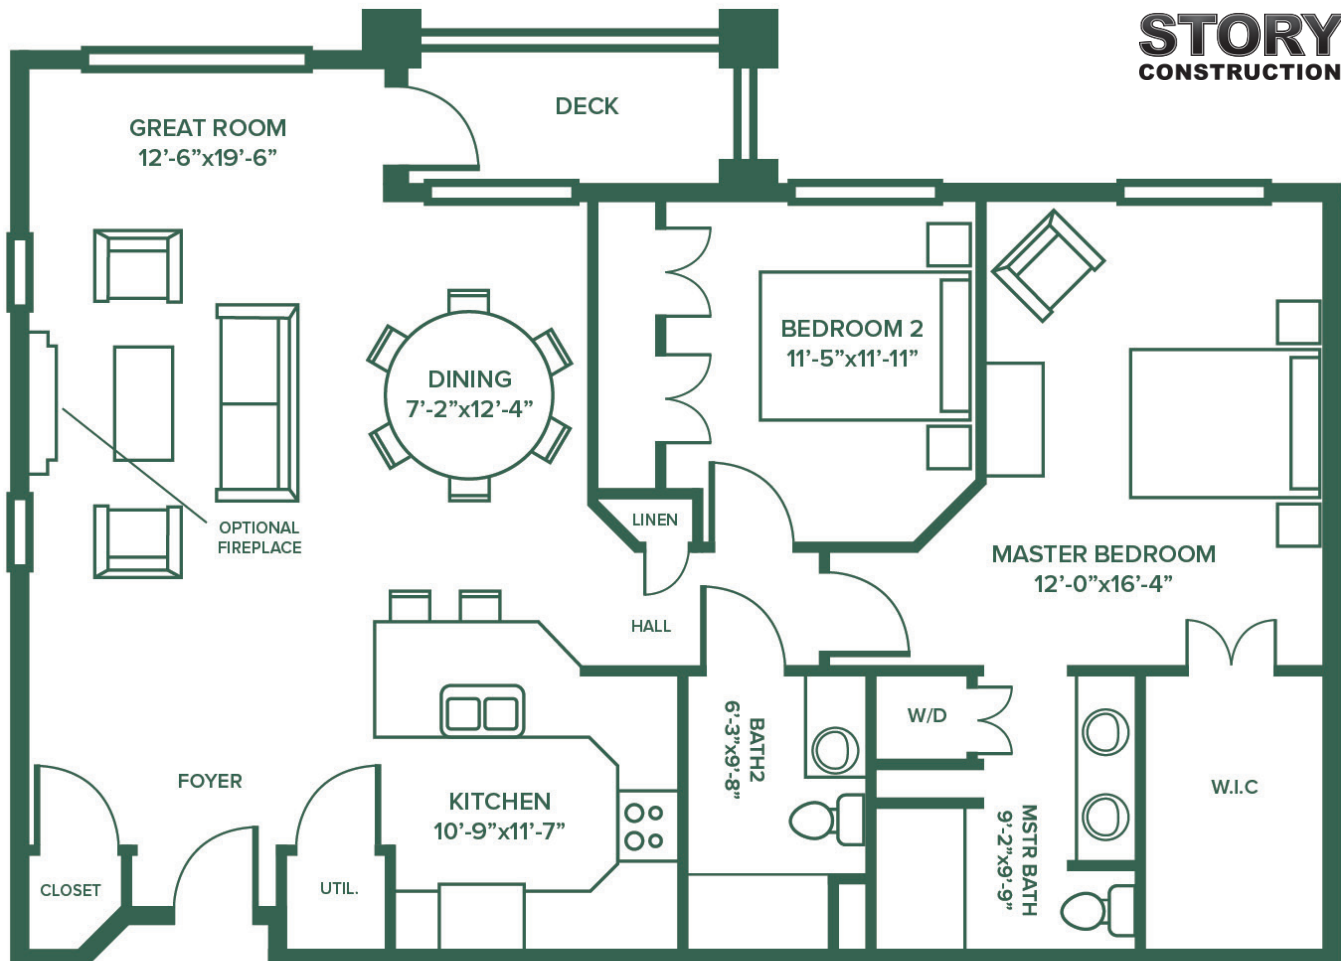 STORY
CONSTRUCTION
DECK
GREAT ROOM
12’-6”x19’-6”
BEDROOM 2
11’-5”x11’-11”
DINING
7’-2”x12’-4”
OPTIONAL
FIREPLACE
LINEN
MASTER BEDROOM
12’-0”x16’-4”
HALL
W/D
BATH2
6’-3”x9’-8”
FOYER
KITCHEN
10’-9”x11’-7”
W.I.C
MSTR BATH
9’-2”x9’-9”
CLOSET
UTIL.